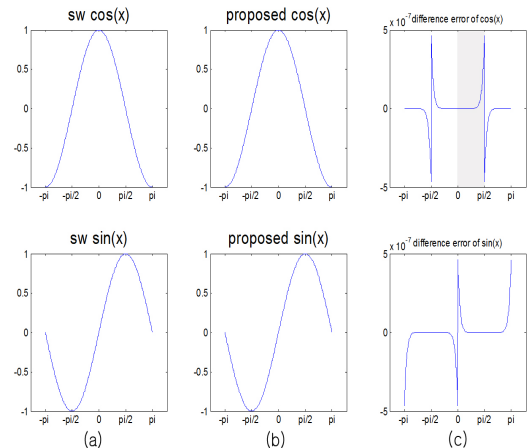 sw cos(x)
proposed cos(x)
5 x 10^-7 difference error of cos(x)
1
0.5
0
-0.5
-1
-pi -pi/2 0 pi/2 pi
1
0.5
0
-0.5
-1
-pi -pi/2 0 pi/2 pi
0
-5
-pi -pi/2 0 pi/2 pi
sw sin(x)
proposed sin(x)
5 x 10^-7 difference error of sin(x)
1
0.5
0
-0.5
-1
-pi -pi/2 0 pi/2 pi
1
0.5
0
-0.5
-1
-pi -pi/2 0 pi/2 pi
0
-5
-pi -pi/2 0 pi/2 pi
(a)
(b)
(c)